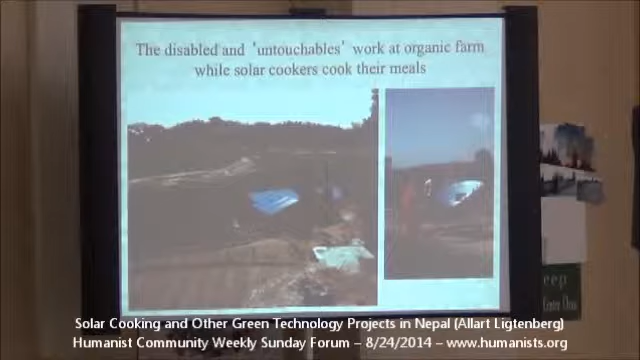 The disabled and 'untouchables' work at organic farm
while solar cookers cook their meals
eep
Solar Cooking and Other Green Technology Projects in Nepal (Allart Ligtenberg)
Humanist Community Weekly Sunday Forum – 8/24/2014 – www.humanists.org